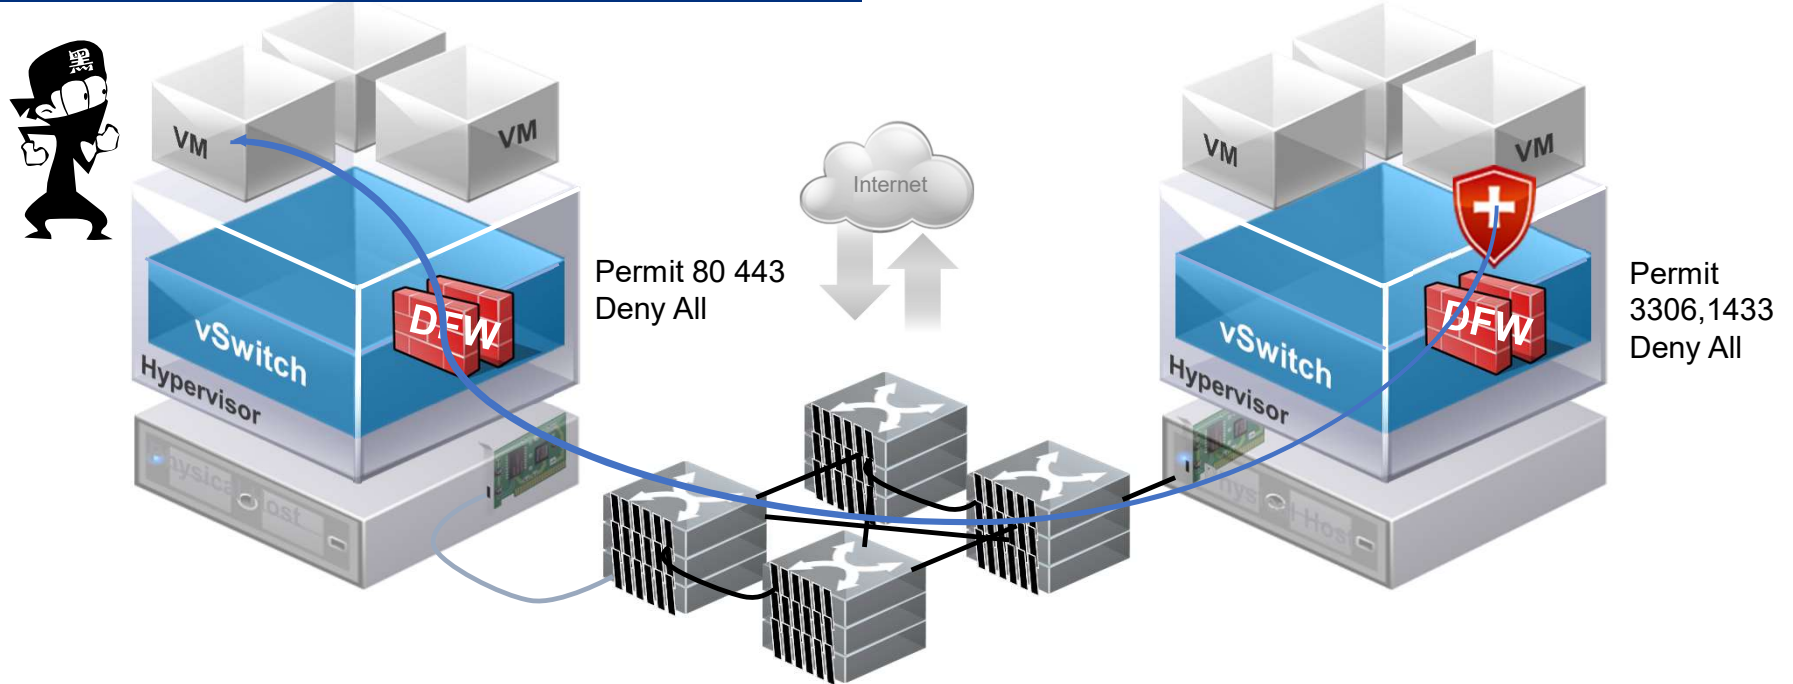 黑
VM
VM
vSwitch
Hypervisor
DFW
Permit 80 443
Deny All
Internet
VM
VM
vSwitch
Hypervisor
DFW
Permit
3306,1433
Deny All